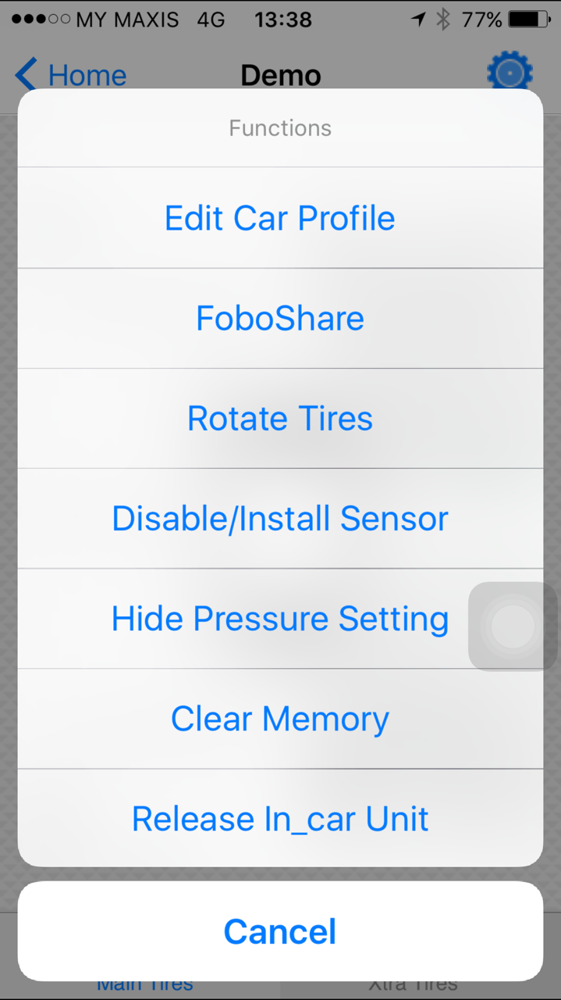 MY MAXIS 4G 13:38 77%
Home Demo
Functions
Edit Car Profile
FoboShare
Rotate Tires
Disable/Install Sensor
Hide Pressure Setting
Clear Memory
Release In_car Unit
Cancel
Main Tires Xtra Tires